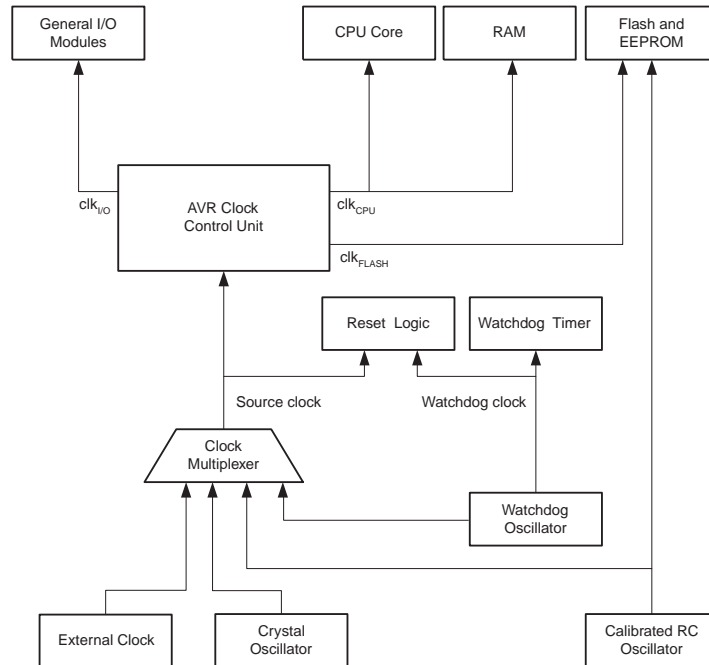 General I/O
Modules
CPU Core
RAM
Flash and
EEPROM
AVR Clock
Control Unit
clkI/O
clkCPU
clkFLASH
Reset Logic
Watchdog Timer
Source clock
Watchdog clock
Clock
Multiplexer
Watchdog
Oscillator
External Clock
Crystal
Oscillator
Calibrated RC
Oscillator